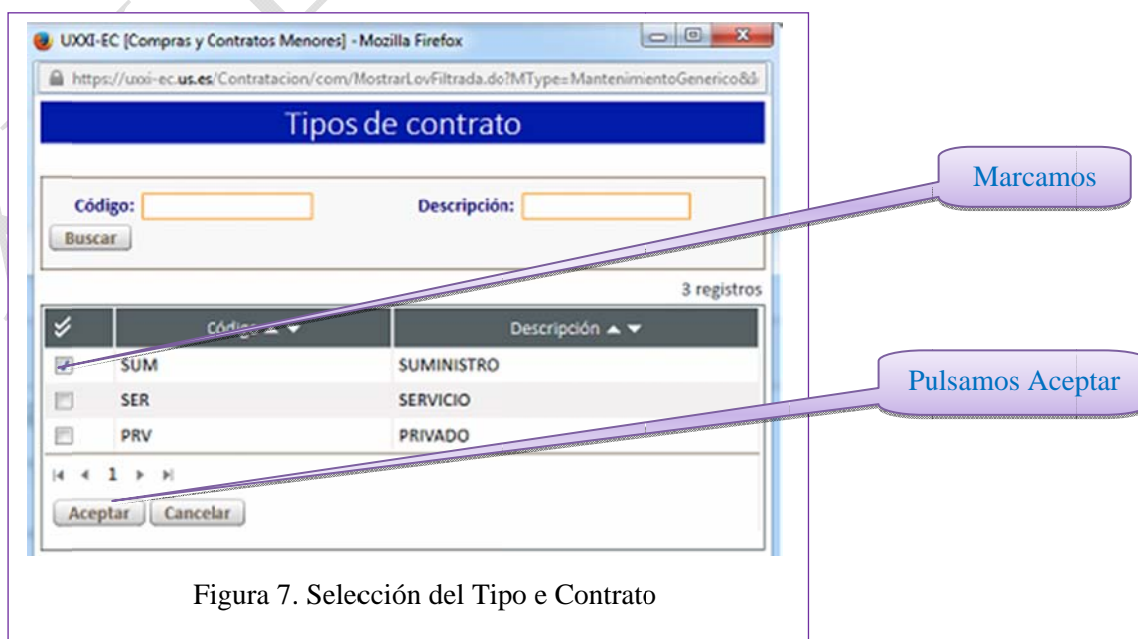 UXXI-EC [Compras y Contratos Menores] - Mozilla Firefox
https://uxxi-ec.us.es/Contratacion/com/MostrarLovFiltrada.do?MType=MantenimientoGenerico&
Tipos de contrato
Marcamos
Código: Descripción:
Buscar
3 registros
Código Descripción
SUM SUMINISTRO
Pulsamos Aceptar
SER SERVICIO
PRV PRIVADO
1
Aceptar Cancelar
Figura 7. Selección del Tipo e Contrato